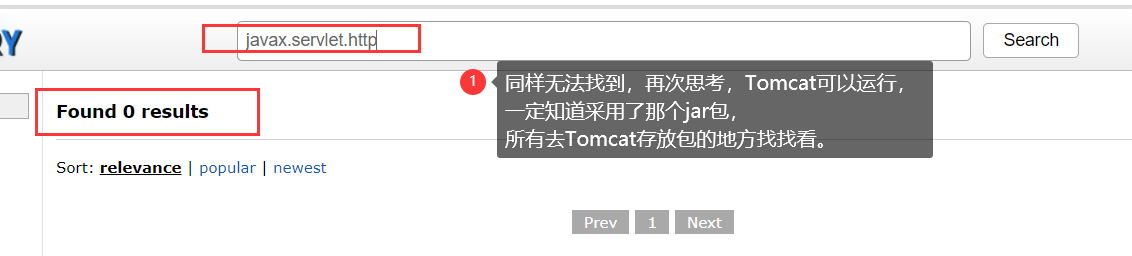 RY
javax.servlet.http
Search
1
同样无法找到，再次思考，Tomcat可以运行，
一定知道采用了那个jar包，
所有去Tomcat存放包的地方找找看。
Found 0 results
Sort: relevance | popular | newest
Prev 1 Next